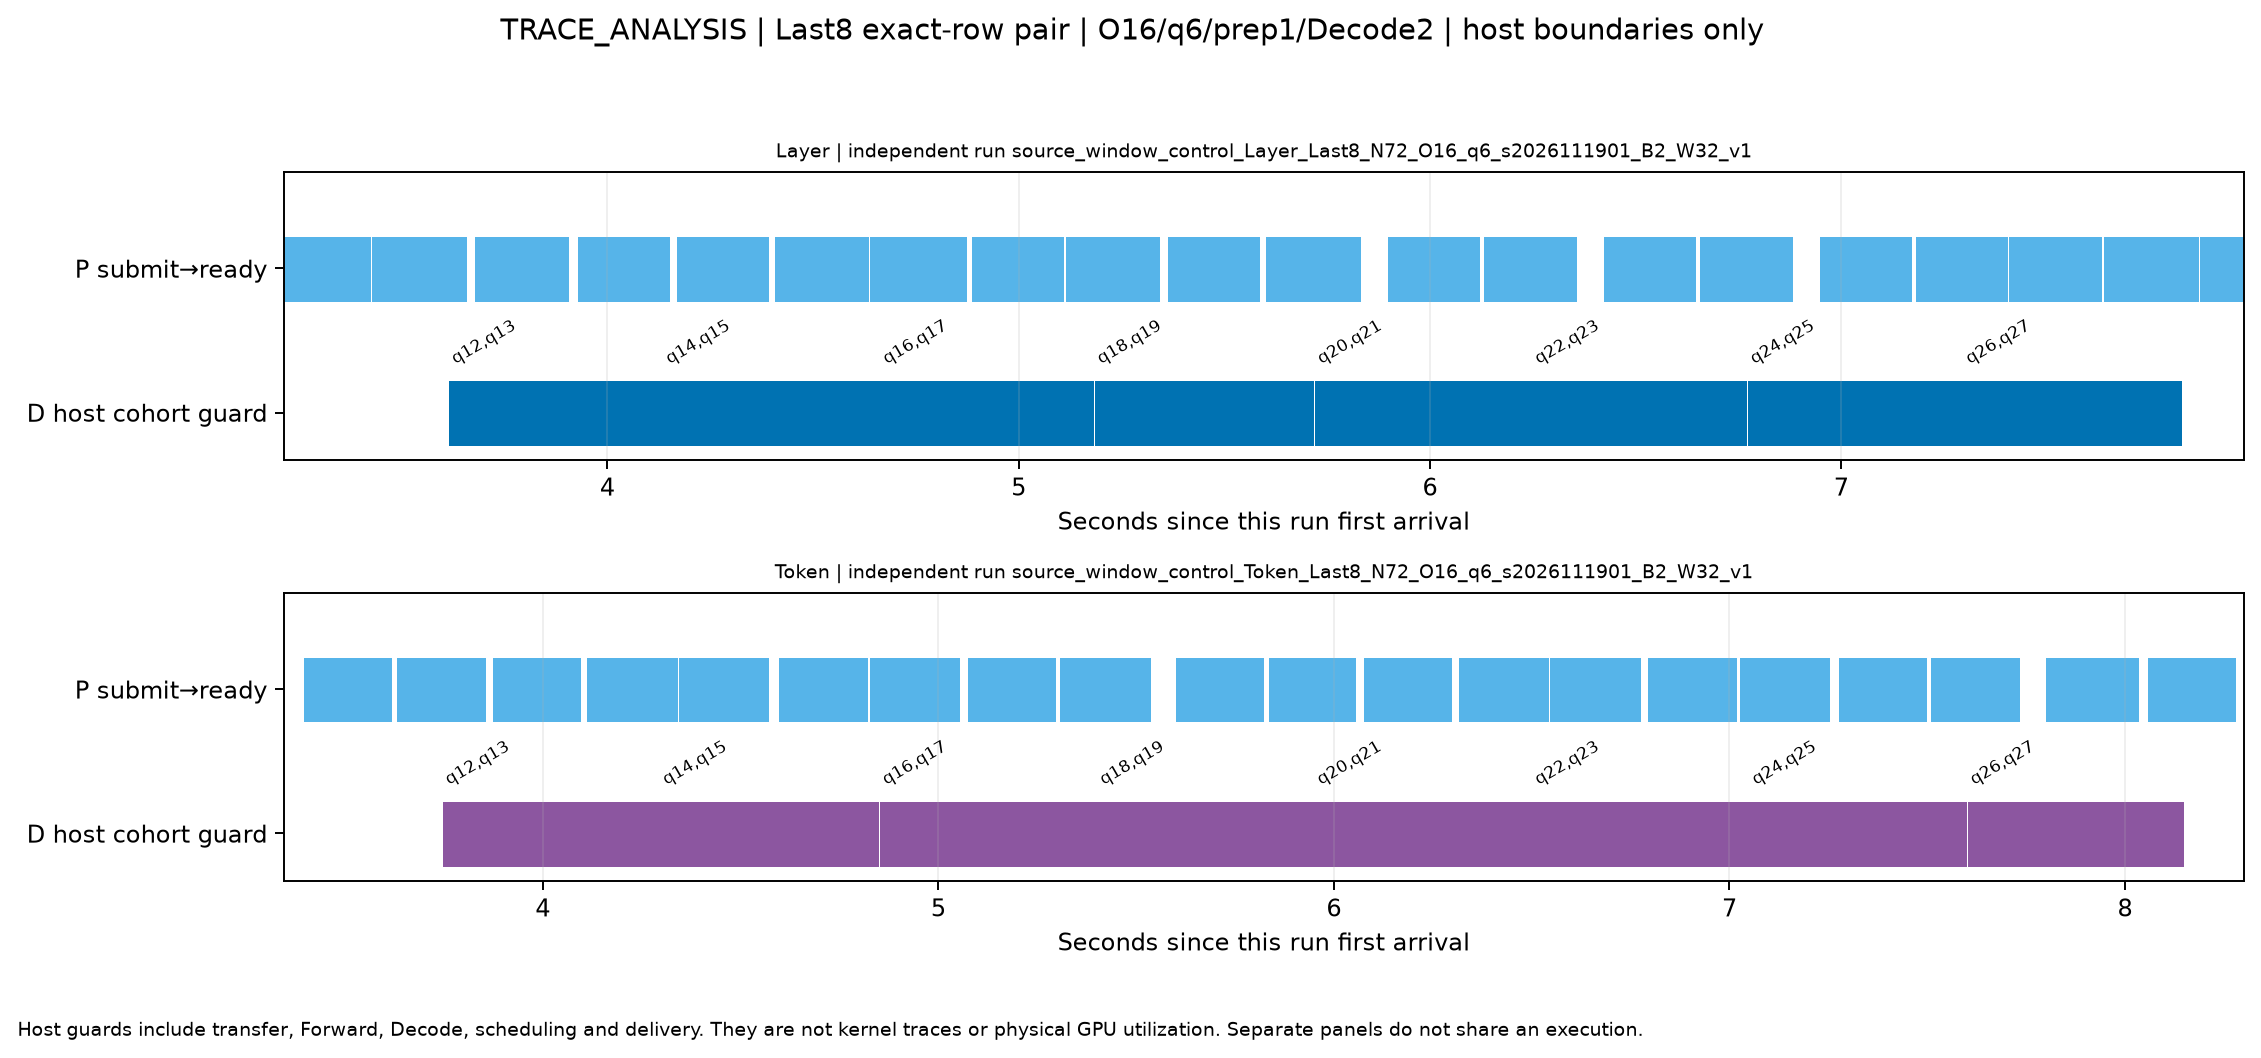 TRACE_ANALYSIS | Last8 exact-row pair | O16/q6/prep1/Decode2 | host boundaries only
Layer | independent run source_window_control_Layer_Last8_N72_O16_q6_s2026111901_B2_W32_v1
P submit→ready
q12,q13 q14,q15 q16,q17 q18,q19 q20,q21 q22,q23 q24,q25 q26,q27
D host cohort guard
4 5 6 7
Seconds since this run first arrival
Token | independent run source_window_control_Token_Last8_N72_O16_q6_s2026111901_B2_W32_v1
P submit→ready
q12,q13 q14,q15 q16,q17 q18,q19 q20,q21 q22,q23 q24,q25 q26,q27
D host cohort guard
4 5 6 7 8
Seconds since this run first arrival
Host guards include transfer, Forward, Decode, scheduling and delivery. They are not kernel traces or physical GPU utilization. Separate panels do not share an execution.